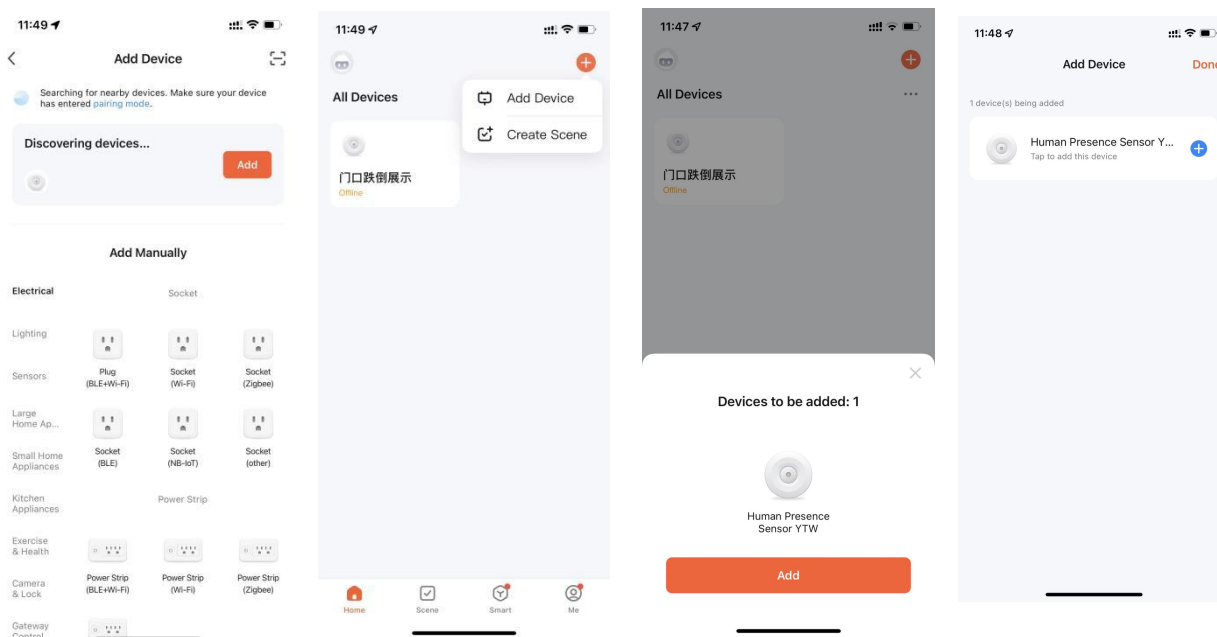 11:49
Add Device
Searching for nearby devices. Make sure your device
has entered pairing mode.
Discovering devices...
Add
Add Manually
Electrical
Socket
Lighting
Sensors
Plug
(BLE+Wi-Fi)
Socket
(Wi-Fi)
Socket
(Zigbee)
Large
Home Ap...
Small Home
Appliances
Socket
(BLE)
Socket
(NB-IoT)
Socket
(other)
Kitchen
Appliances
Power Strip
Exercise
& Health
Camera
& Lock
Power Strip
(BLE+Wi-Fi)
Power Strip
(Wi-Fi)
Power Strip
(Zigbee)
Gateway
Control
11:49
All Devices
Add Device
Create Scene
门口跌倒展示
Offline
Home
Scene
Smart
Me
11:47
All Devices
门口跌倒展示
Offline
Devices to be added: 1
Human Presence
Sensor YTW
Add
11:48
Add Device
Done
1 device(s) being added
Human Presence Sensor Y...
Tap to add this device